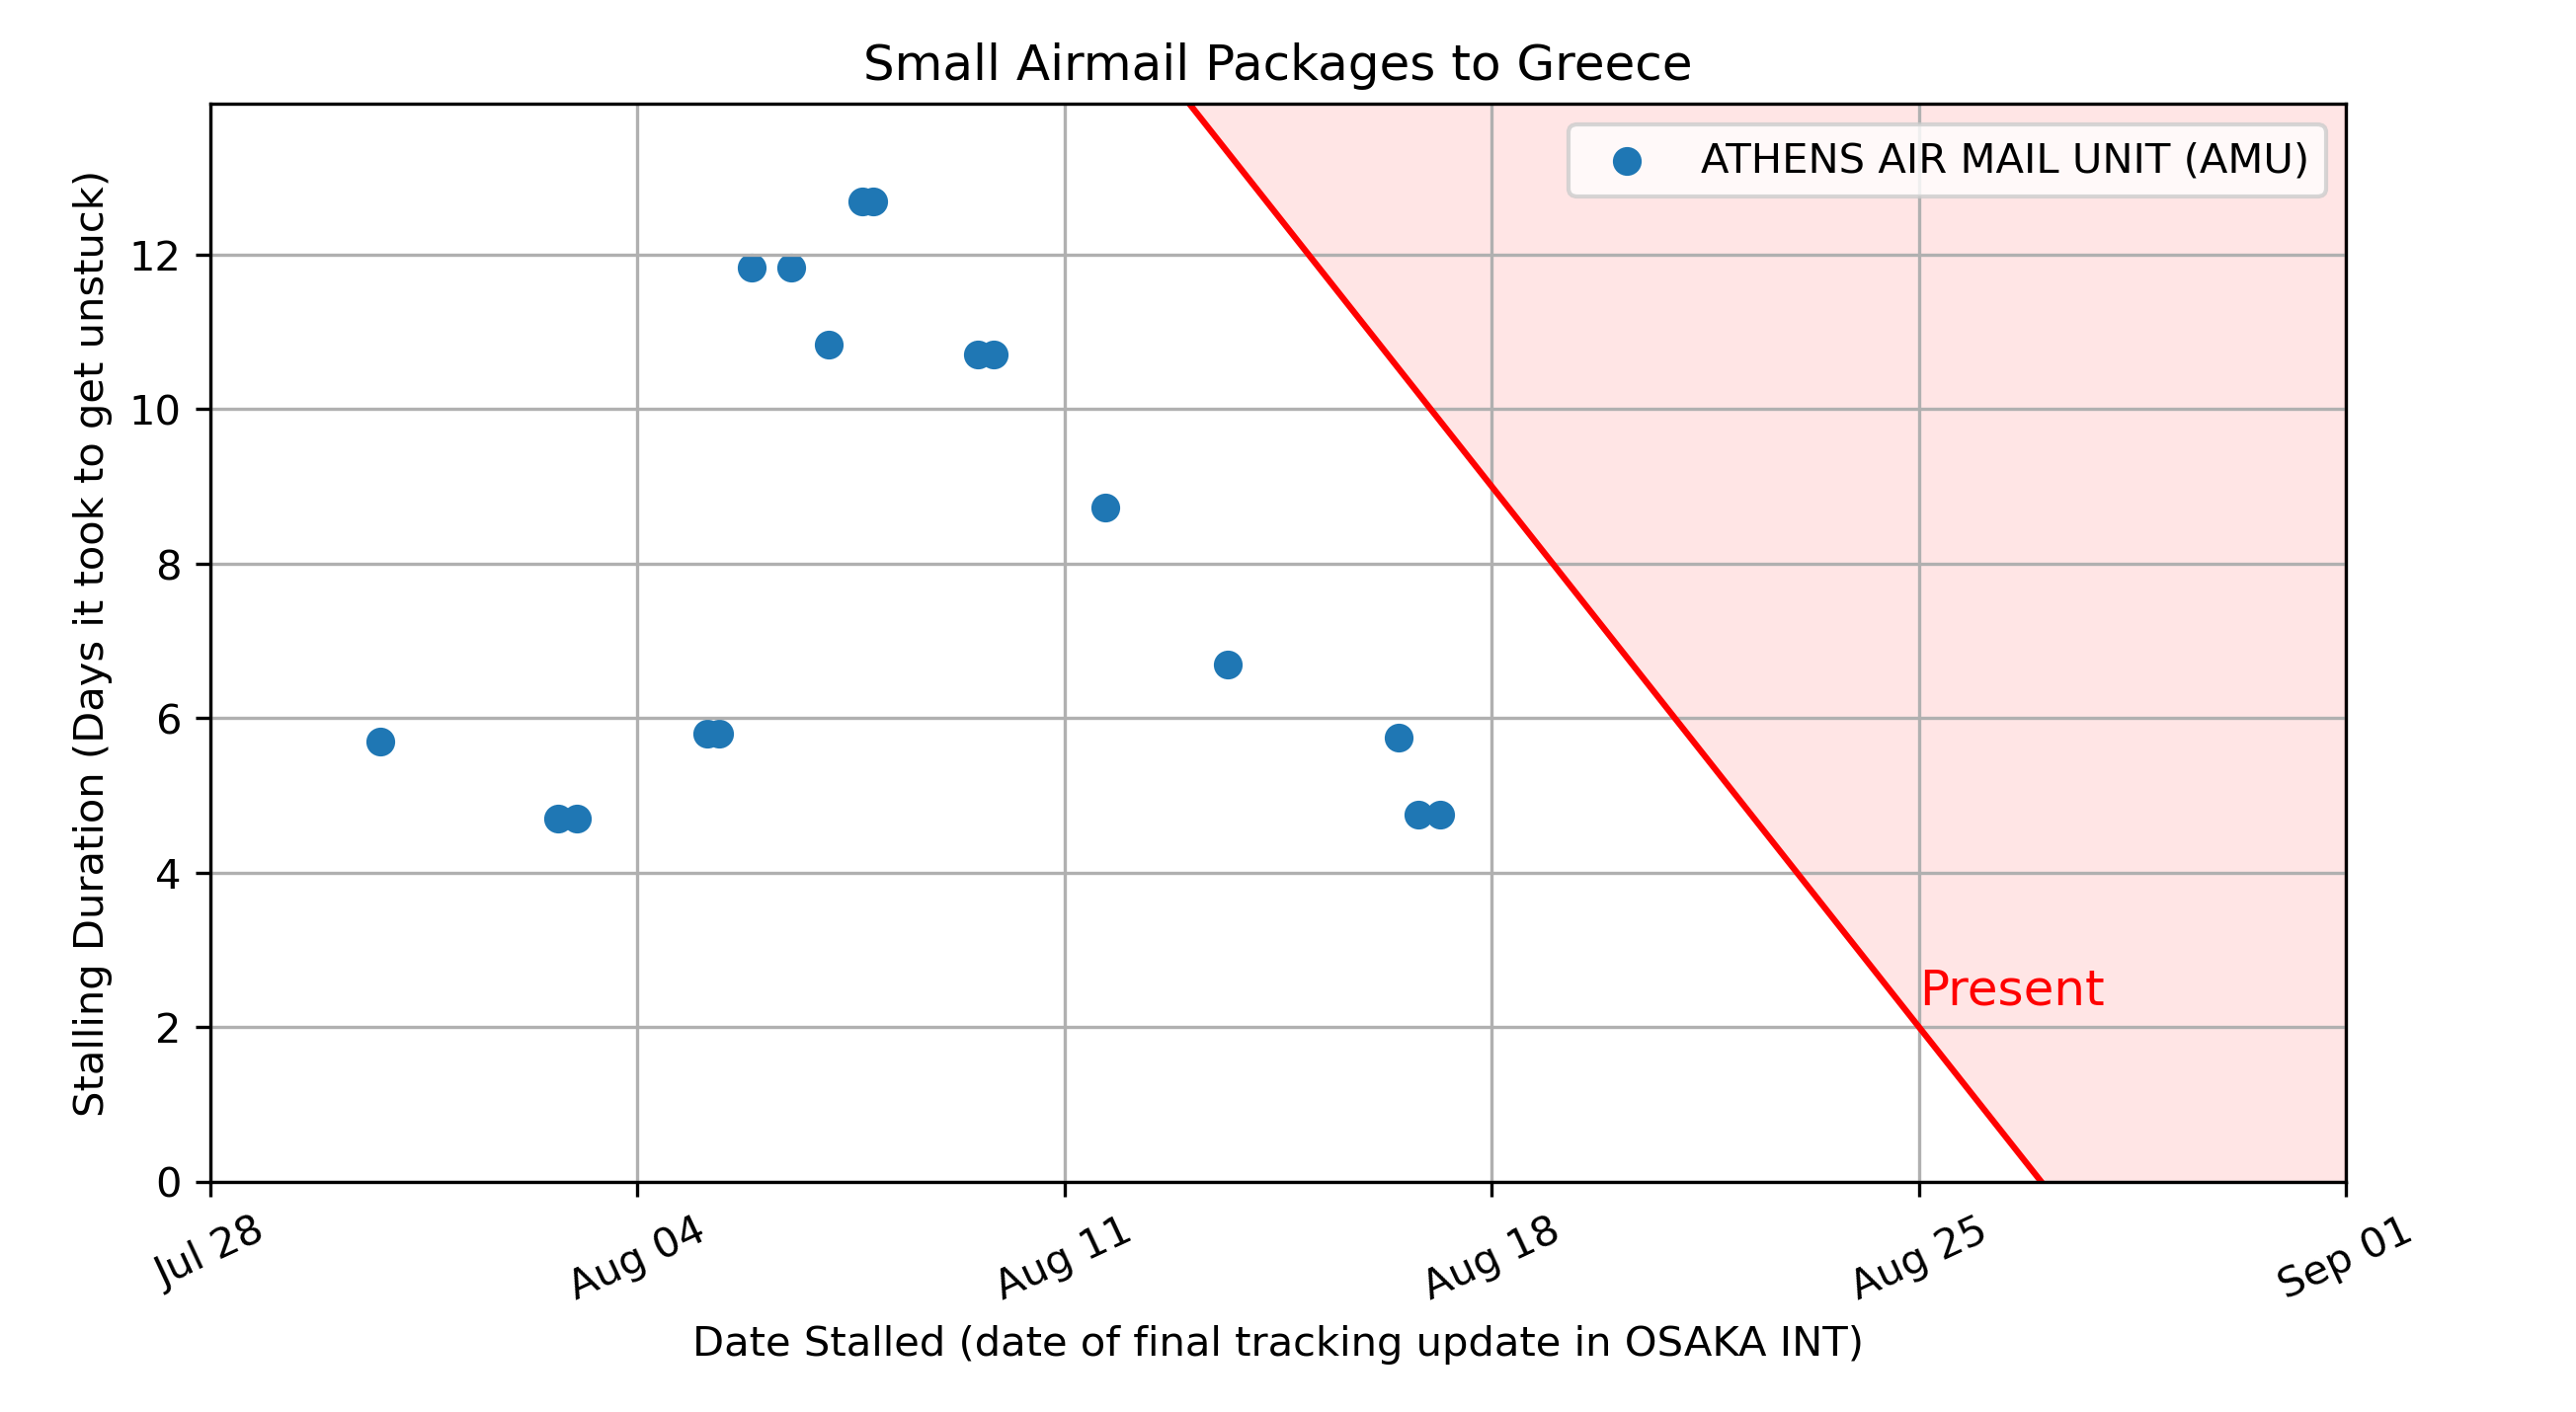 Small Airmail Packages to Greece
ATHENS AIR MAIL UNIT (AMU)
Stalling Duration (Days it took to get unstuck)
12
10
8
6
4
2
0
Present
Jul 28
Aug 04
Aug 11
Aug 18
Aug 25
Sep 01
Date Stalled (date of final tracking update in OSAKA INT)